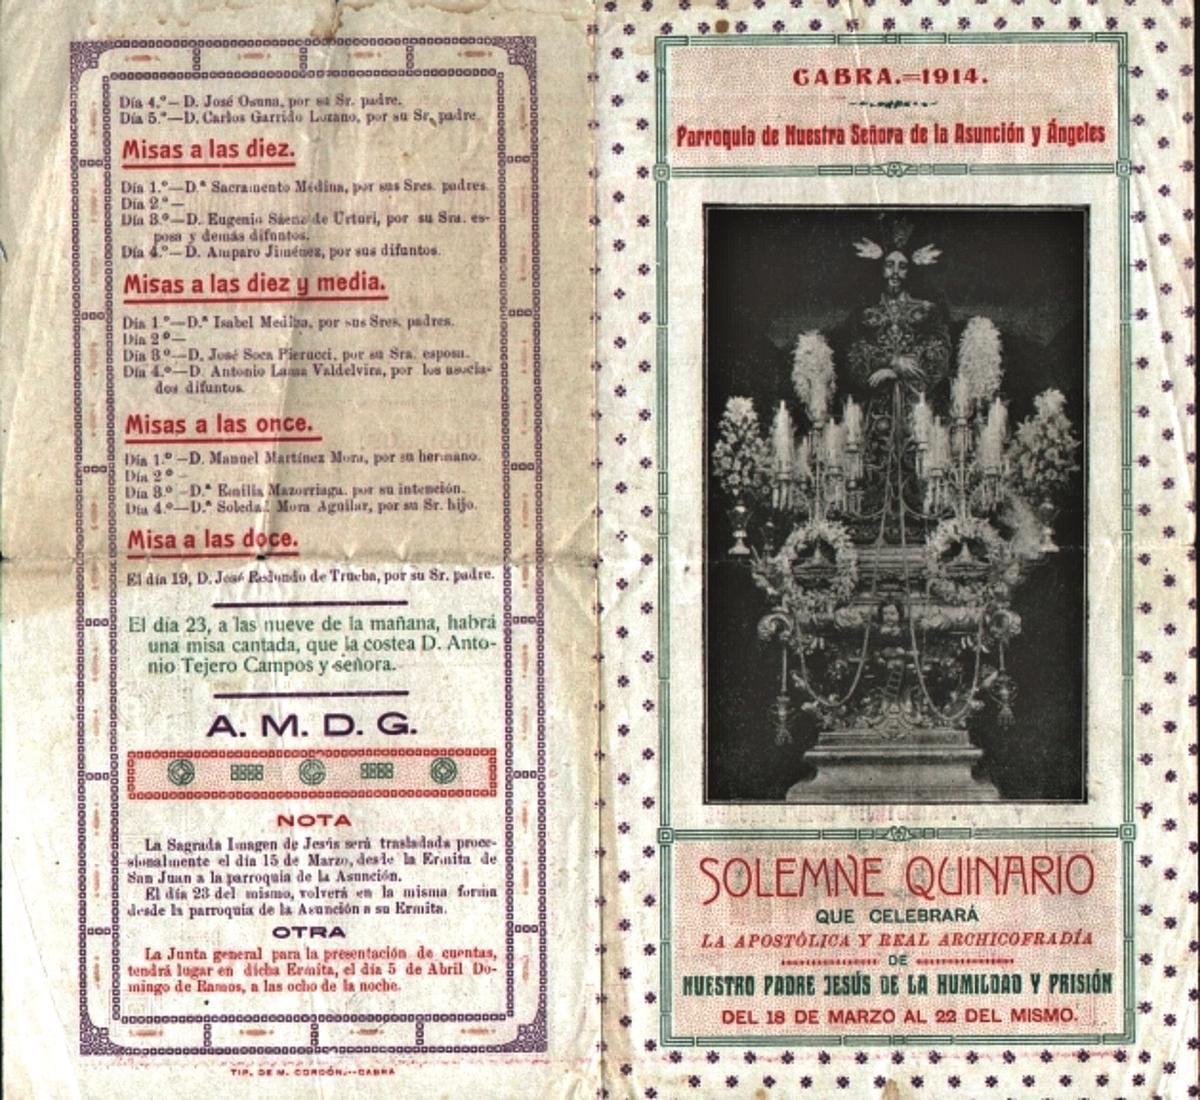 Día 4.º— D. José Osuna, por su Sr. padre.
Día 5.º—D. Carlos Garrido Lozano, por su Sr. padre.
Misas a las diez.
Día 1.º—D.ª Sacramento Medina, por sus Sres. padres.
Día 2.º—
Día 3.º—D. Eugenio Sáenz de Urturi, por su Sra. es-
posa y demás difuntos.
Día 4.º—D. Amparo Jiménez, por sus difuntos.
Misas a las diez y media.
Día 1.º—D.ª Isabel Medina, por sus Sres. padres.
Día 2.º—
Día 3.º—D. José Soca Pierucci, por su Sra. esposa.
Día 4.º—D. Antonio Lama Valdelvira, por los asocia-
dos difuntos.
Misas a las once.
Día 1.º —D. Manuel Martínez Mora, por su hermano.
Día 2.º —
Día 3.º —D.ª Emilia Mazorriaga, por su intención.
Día 4.º—D.ª Soledad Mora Aguilar, por su Sr. hijo.
Misa a las doce.
El día 19, D. José Redondo de Trueba, por su Sr. padre.
El día 23, a las nueve de la mañana, habrá
una misa cantada, que la costea D. Anto-
nio Tejero Campos y señora.
A. M. D. G.
NOTA
La Sagrada Imagen de Jesús será trasladada proce-
sionalmente el día 15 de Marzo, desde la Ermita de
San Juan a la parroquia de la Asunción.
El día 23 del mismo, volverá en la misma forma
desde la parroquia de la Asunción a su Ermita.
OTRA
La Junta general para la presentación de cuentas,
tendrá lugar en dicha Ermita, el día 5 de Abril Do-
mingo de Ramos, a las ocho de la noche.
TIP. DE M. CORDÓN.--CABRA
CABRA.=1914.
Parroquia de Nuestra Señora de la Asunción y Ángeles
SOLEMNE QUINARIO
QUE CELEBRARÁ
LA APOSTÓLICA Y REAL ARCHICOFRADÍA
DE
NUESTRO PADRE JESÚS DE LA HUMILDAD Y PRISIÓN
DEL 18 DE MARZO AL 22 DEL MISMO.